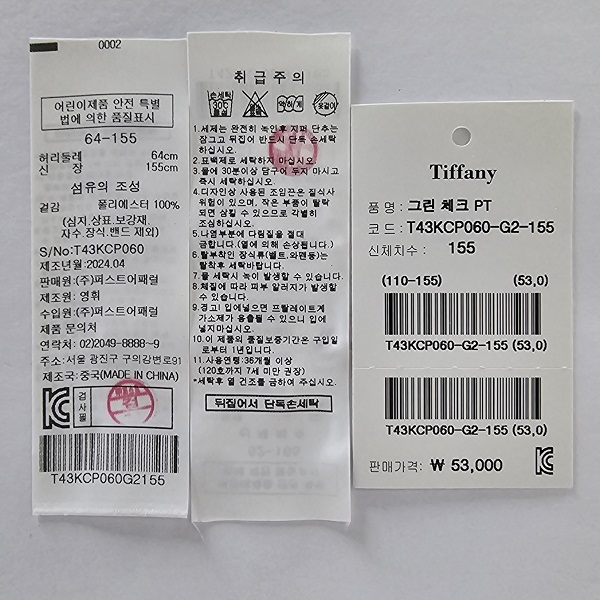 0002
어린이제품 안전 특별
법에 의한 품질표시
64-155
허리둘레 64cm
신 장 155cm
섬유의 조성
겉감 폴리에스터 100%
(심지,상표,보강재,
자수,장식,밴드 제외)
S/No:T43KCP060
제조년월:2024.04
판매원:(주)퍼스트어패럴
제조원: 영휘
수입원:(주)퍼스트어패럴
제품 문의처
연락처: 02)2049-8888~9
주소:서울 광진구 구의강변로91
제조국:중국(MADE IN CHINA)
검사필
T43KCP060G2155
취급주의
손세탁
30℃
중성
염소
표백
약하게
옷걸이
1.세제는 완전히 녹인후 지퍼 단추는
잠그고 뒤집어 반드시 단독 손세탁
하십시오.
2.표백제로 세탁하지 마십시오.
3.물에 30분이상 담구어 두지 마시고
즉시 세탁하십시오.
4.디자인상 사용된 조임끈은 질식사
위험이 있으며, 작은 부품이 탈락
되면 삼킬 수 있으므로 각별히
조심하십시오.
5.나염부분에 다림질을 절대
금합니다.(열에 의해 손상됩니다.)
6.탈부착인 장식류(벨트,와펜등)는
탈착후 세탁바랍니다.
7.물 세탁시 녹이 발생할 수 있습니다.
8.체질에 따라 피부 알러지가 발생할 수
있습니다.
9.경고! 입에넣으면 프탈레이트계
가소제가 용출될 수 있으니 입에
넣지마십시오.
10.이 제품의 품질보증기간은 구입일
로부터 1년입니다.
11.사용연령:36개월 이상
(120호까지 7세 미만 권장)
*세탁후 열 건조를 금하여 주십시오.
뒤집어서 단독손세탁
Tiffany
품 명 : 그린 체크 PT
코 드 : T43KCP060-G2-155
신체치수 : 155
(110-155) (53,0)
T43KCP060-G2-155 (53,0)
T43KCP060-G2-155 (53,0)
판매가격: ₩ 53,000